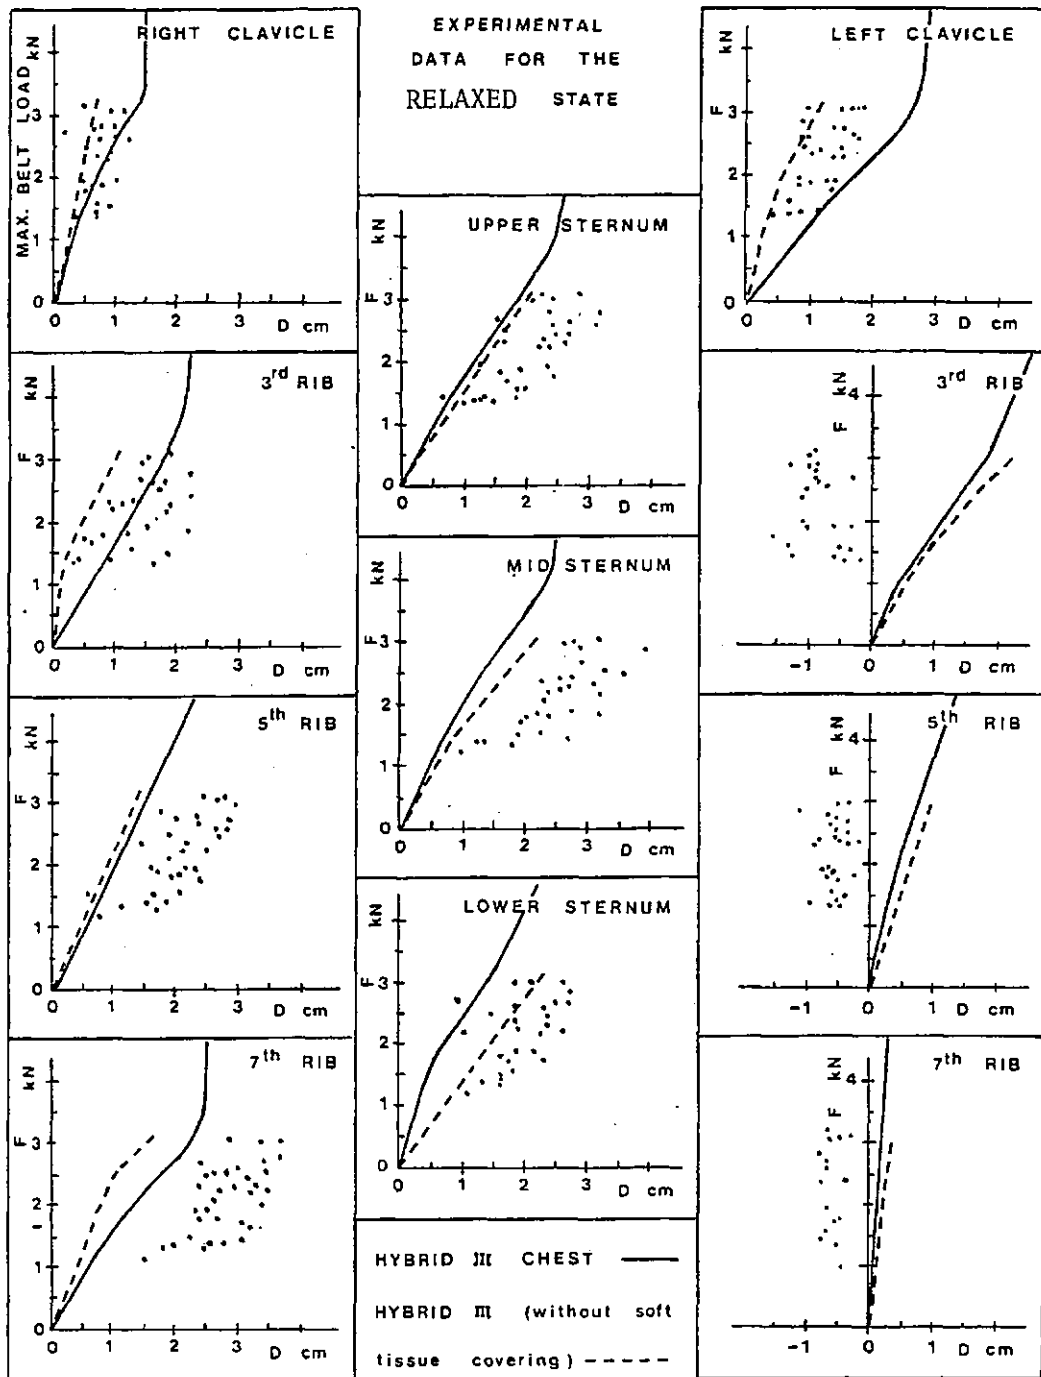 RIGHT CLAVICLE
MAX. BELT LOAD kN
3
2
1
0
0 1 2 3
D cm
EXPERIMENTAL
DATA FOR THE
RELAXED STATE
LEFT CLAVICLE
F kN
3
2
1
0
0 1 2 3
D cm
UPPER STERNUM
F kN
3
2
1
0
0 1 2 3
D cm
3rd RIB
F kN
3
2
1
0
0 1 2 3
D cm
3rd RIB
F kN
4
-1 0 1
D cm
MID STERNUM
F kN
3
2
1
0
0 1 2 3
D cm
5th RIB
F kN
3
2
1
0
0 1 2 3
D cm
5th RIB
F kN
4
-1 0 1
D cm
LOWER STERNUM
F kN
3
2
1
0
0 1 2 3
D cm
7th RIB
F kN
3
2
1
0
0 1 2 3
D cm
7th RIB
F kN
4
-1 0 1
D cm
HYBRID III CHEST
HYBRID III (without soft
tissue covering)